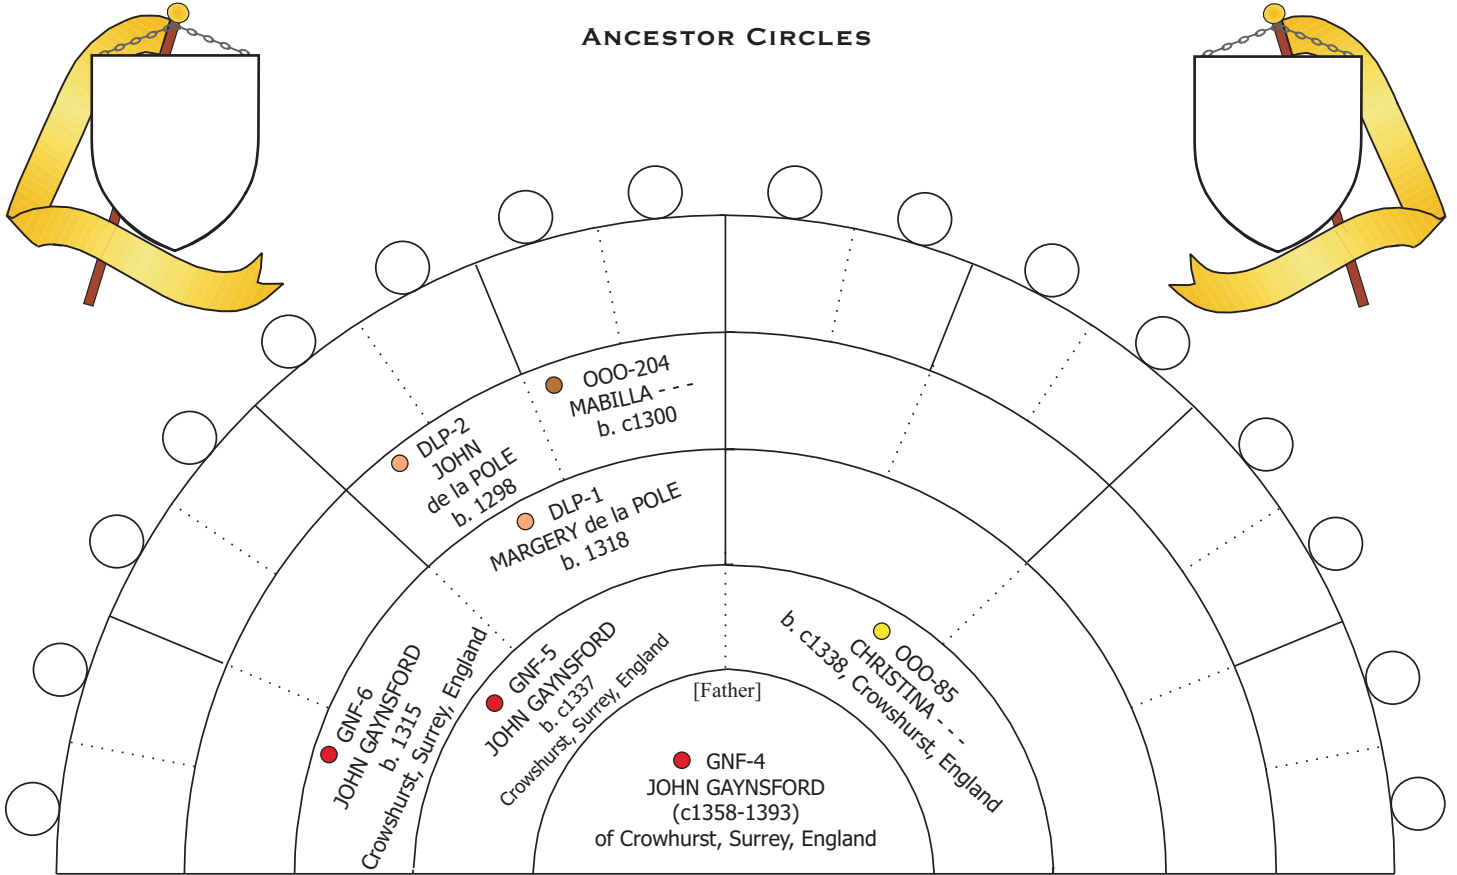 ANCESTOR CIRCLES
OOO-204
MABILLA - - -
b. c1300
DLP-2
JOHN
de la POLE
b. 1298
DLP-1
MARGERY de la POLE
b. 1318
GNF-6
JOHN GAYNSFORD
b. 1315
Crowshurst, Surrey, England
GNF-5
JOHN GAYNSFORD
b. c1337
Crowshurst, Surrey, England
OOO-85
CHRISTINA - - -
b. c1338, Crowshurst, England
[Father]
GNF-4
JOHN GAYNSFORD
(c1358-1393)
of Crowhurst, Surrey, England